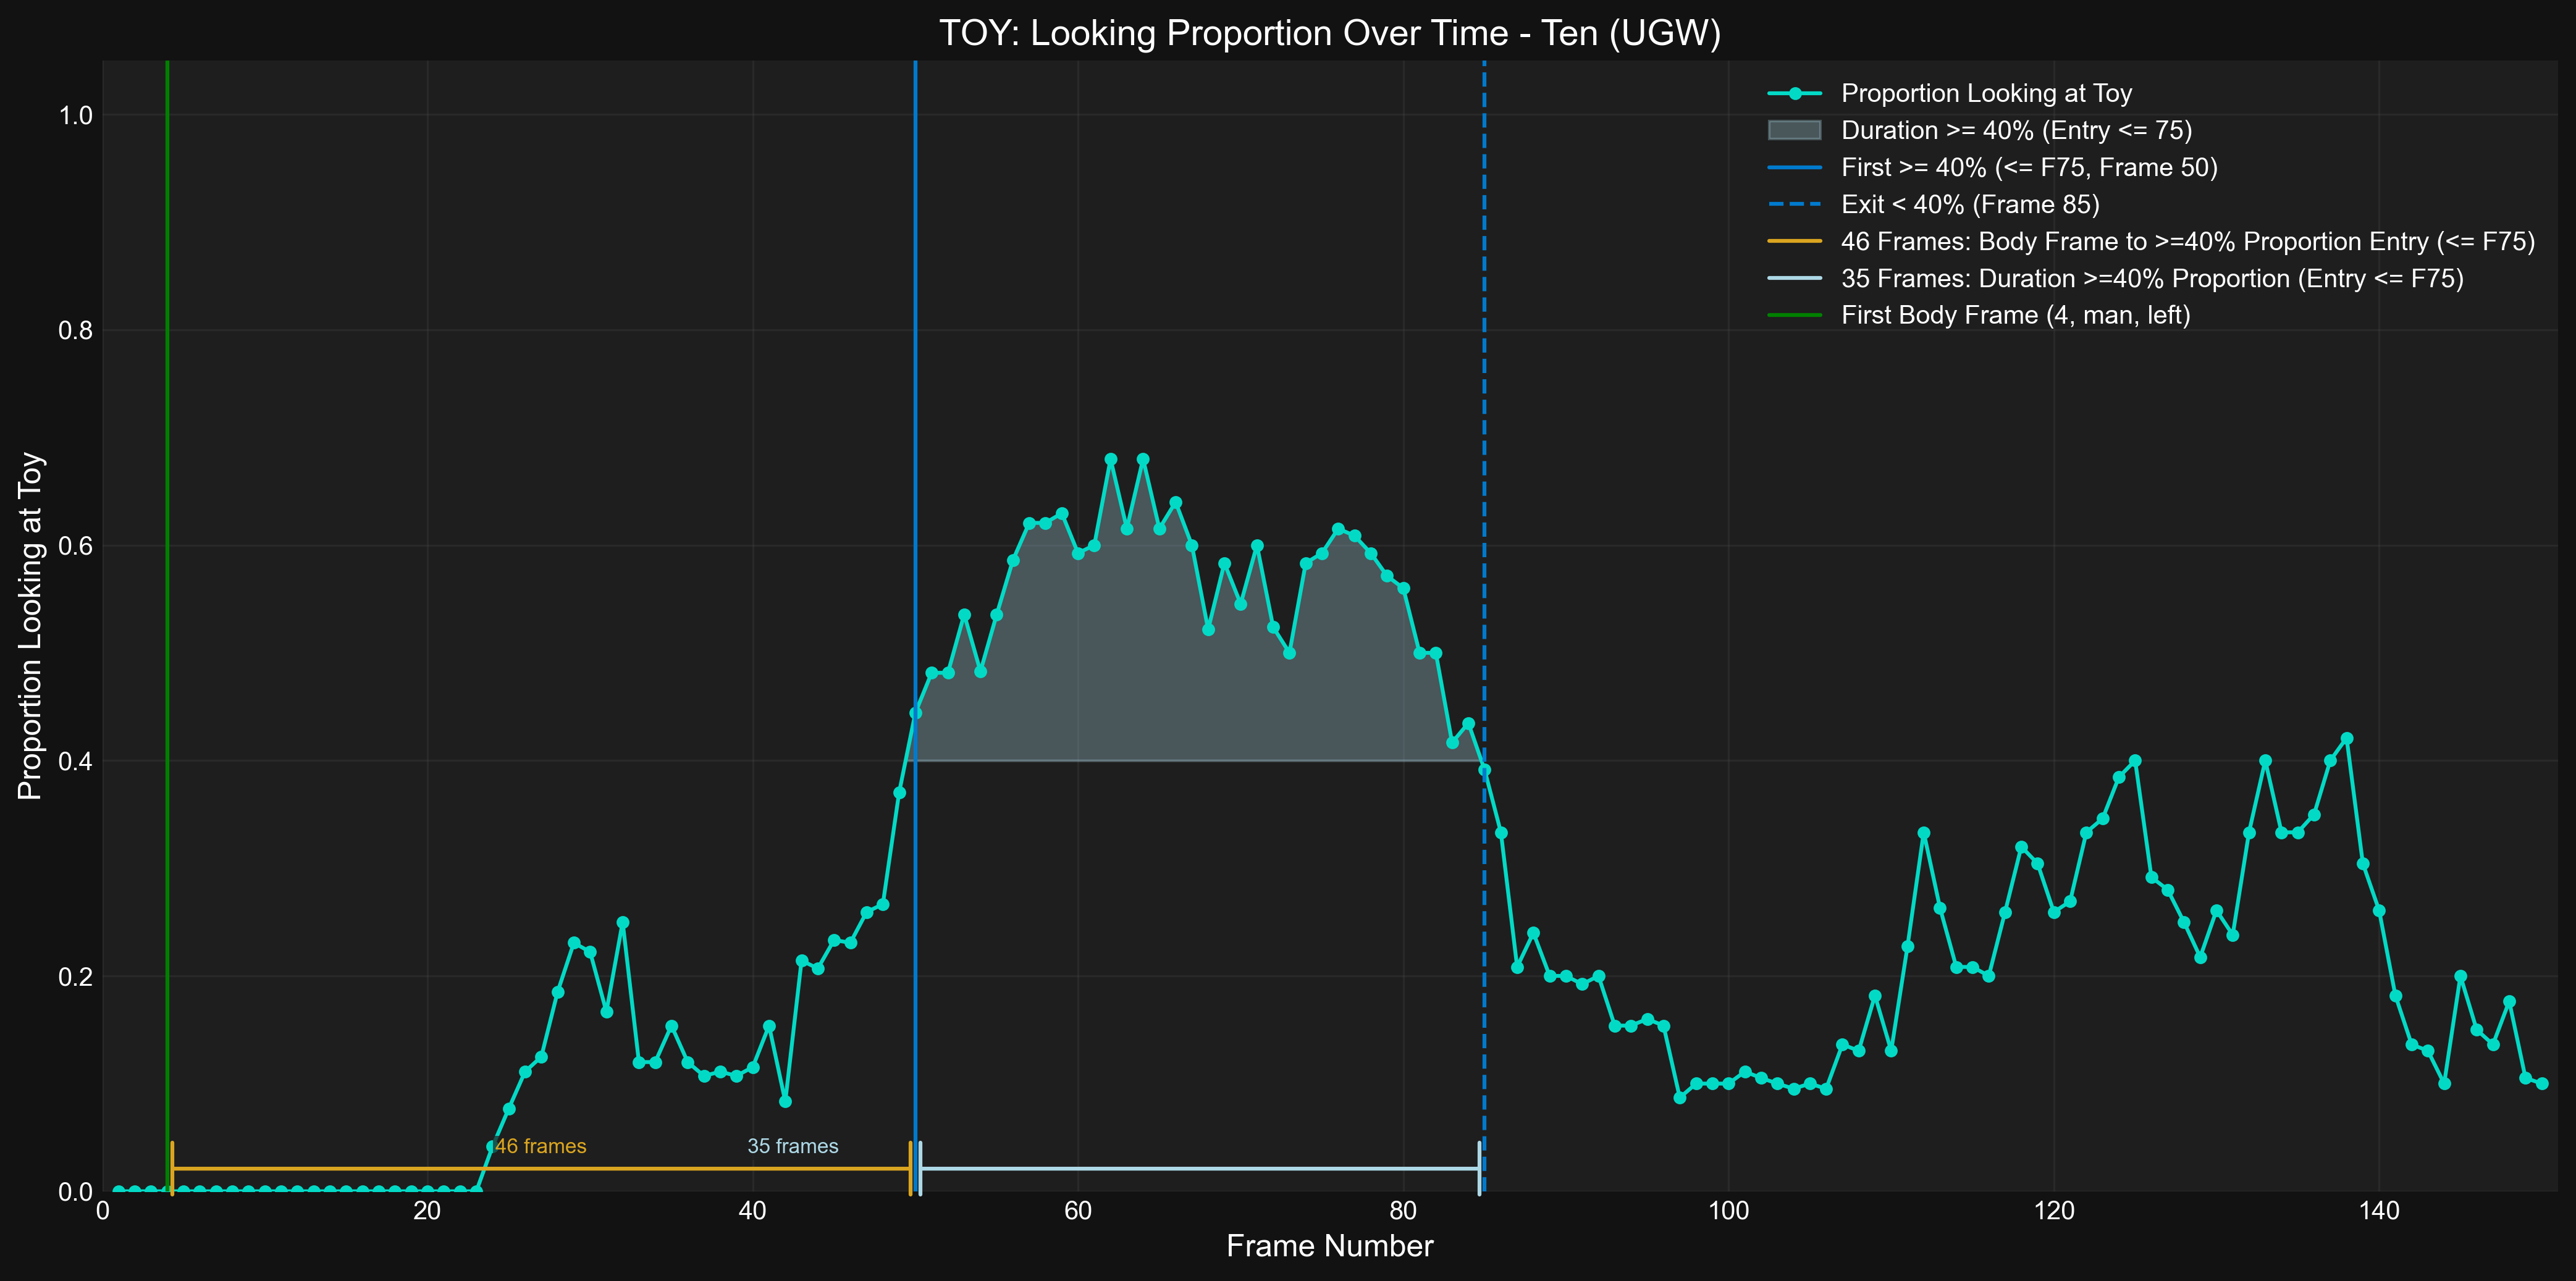 TOY: Looking Proportion Over Time - Ten (UGW)
Proportion Looking at Toy
Duration >= 40% (Entry <= 75)
First >= 40% (<= F75, Frame 50)
Exit < 40% (Frame 85)
46 Frames: Body Frame to >=40% Proportion Entry (<= F75)
35 Frames: Duration >=40% Proportion (Entry <= F75)
First Body Frame (4, man, left)
Proportion Looking at Toy
1.0
0.8
0.6
0.4
0.2
0.0
46 frames
35 frames
0 20 40 60 80 100 120 140
Frame Number